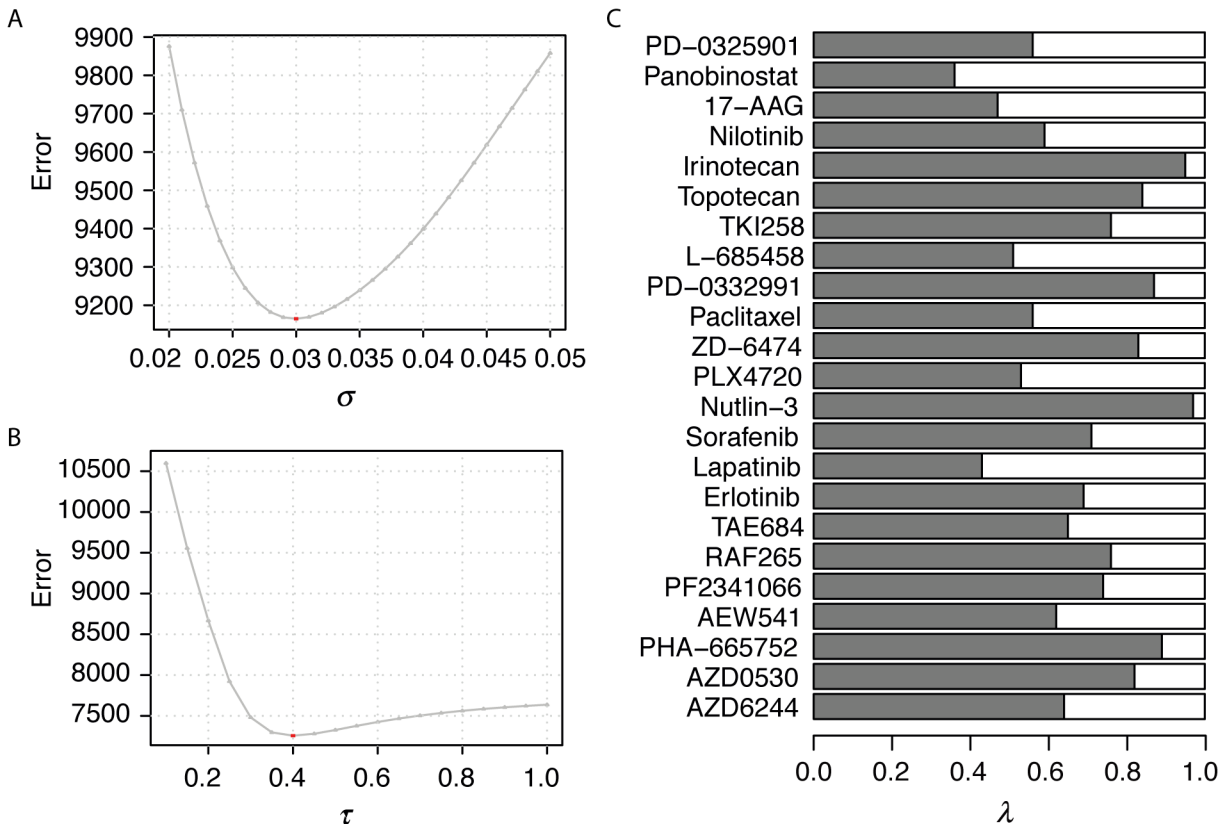 A
Error
9900
9800
9700
9600
9500
9400
9300
9200
0.02 0.025 0.03 0.035 0.04 0.045 0.05
σ
B
Error
10500
10000
9500
9000
8500
8000
7500
0.2 0.4 0.6 0.8 1.0
τ
C
PD−0325901
Panobinostat
17−AAG
Nilotinib
Irinotecan
Topotecan
TKI258
L−685458
PD−0332991
Paclitaxel
ZD−6474
PLX4720
Nutlin−3
Sorafenib
Lapatinib
Erlotinib
TAE684
RAF265
PF2341066
AEW541
PHA−665752
AZD0530
AZD6244
0.0 0.2 0.4 0.6 0.8 1.0
λ